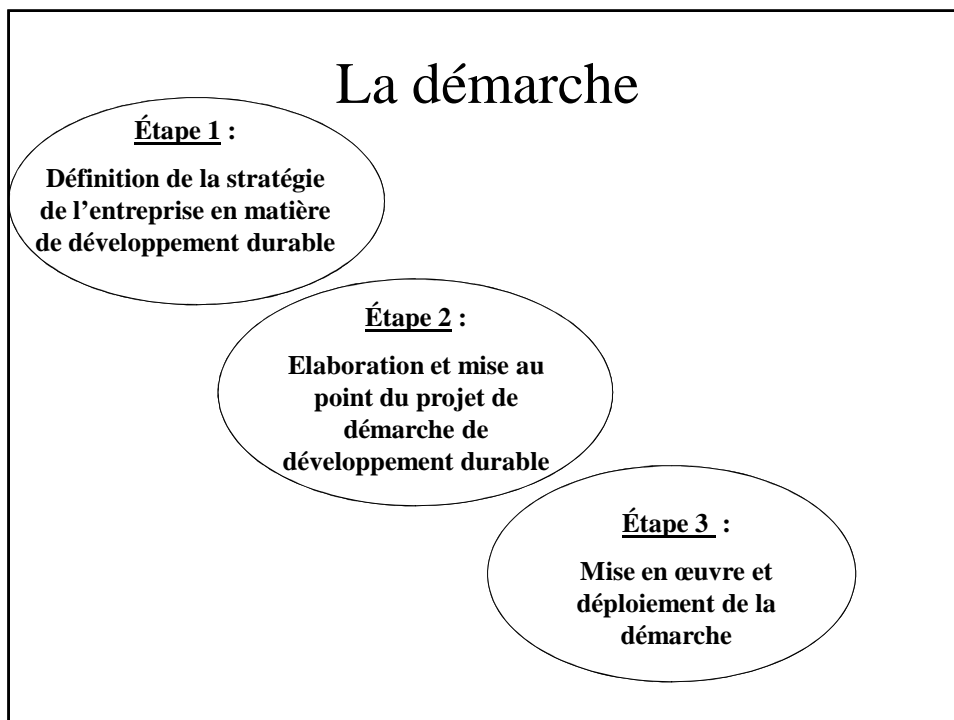 La démarche
Étape 1 :
Définition de la stratégie
de l’entreprise en matière
de développement durable
Étape 2 :
Elaboration et mise au
point du projet de
démarche de
développement durable
Étape 3  :
Mise en œuvre et
déploiement de la
démarche